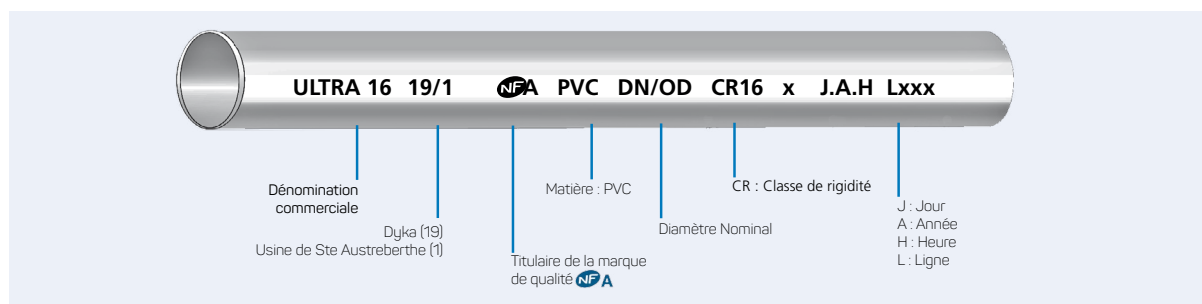 ULTRA 16 19/1 NF A PVC DN/OD CR16 x J.A.H Lxxx
Dénomination
commerciale
Dyka (19)
Usine de Ste Austreberthe (1)
Titulaire de la marque
de qualité NF A
Matière : PVC
Diamètre Nominal
CR : Classe de rigidité
J : Jour
A : Année
H : Heure
L : Ligne